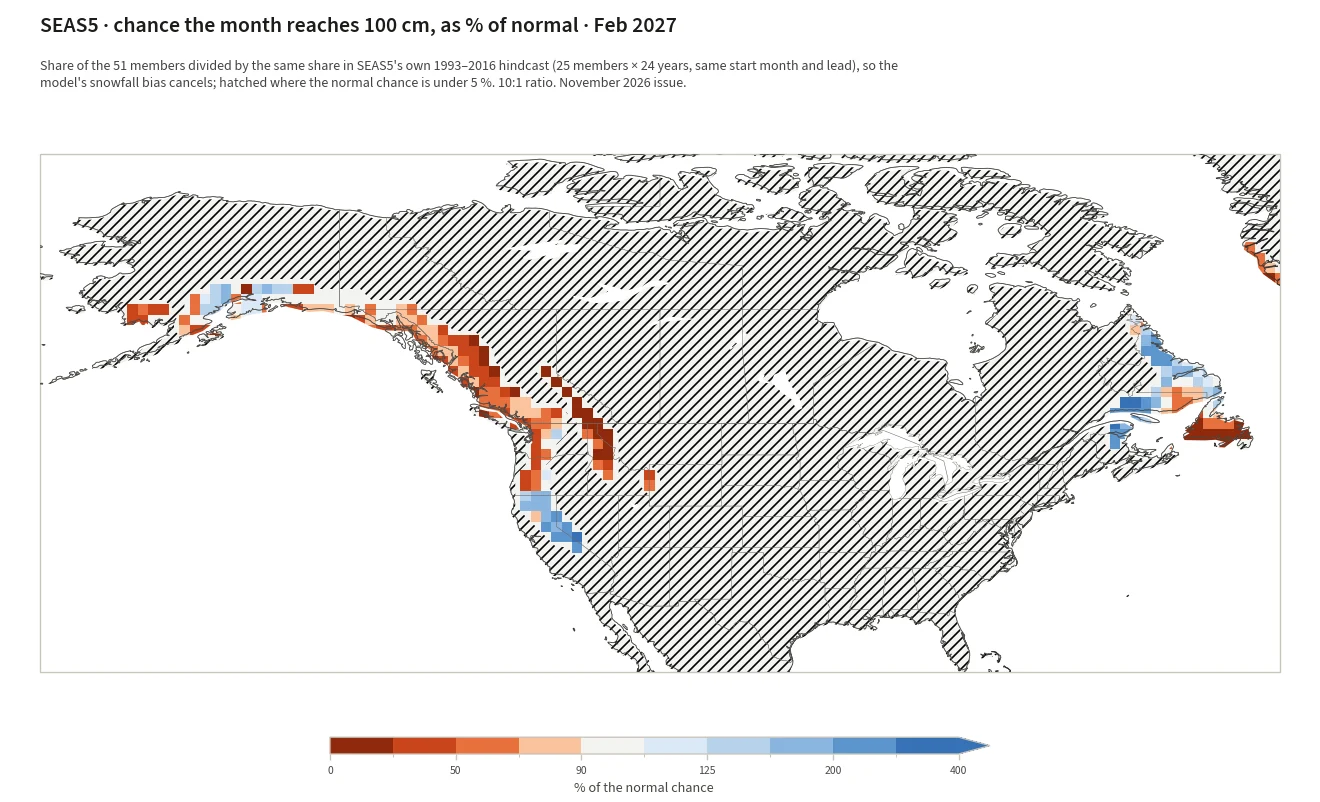 SEAS5 · chance the month reaches 100 cm, as % of normal · Feb 2027
Share of the 51 members divided by the same share in SEAS5's own 1993–2016 hindcast (25 members × 24 years, same start month and lead), so the
model's snowfall bias cancels; hatched where the normal chance is under 5 %. 10:1 ratio. November 2026 issue.
0 50 90 125 200 400
% of the normal chance